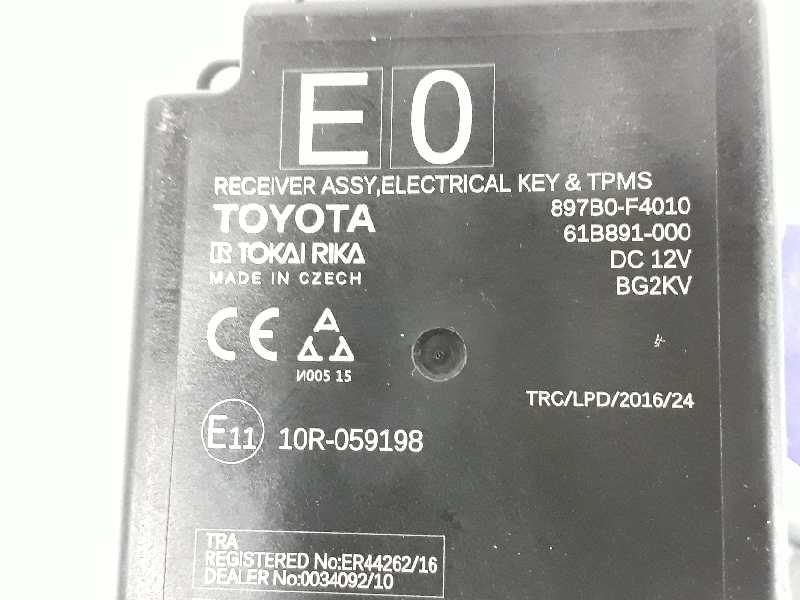 E 0
RECEIVER ASSY,ELECTRICAL KEY & TPMS
TOYOTA 897B0-F4010
TOKAI RIKA 61B891-000
MADE IN CZECH DC 12V
BG2KV
CE
И005 15
TRC/LPD/2016/24
E11 10R-059198
TRA
REGISTERED No:ER44262/16
DEALER No:0034092/10